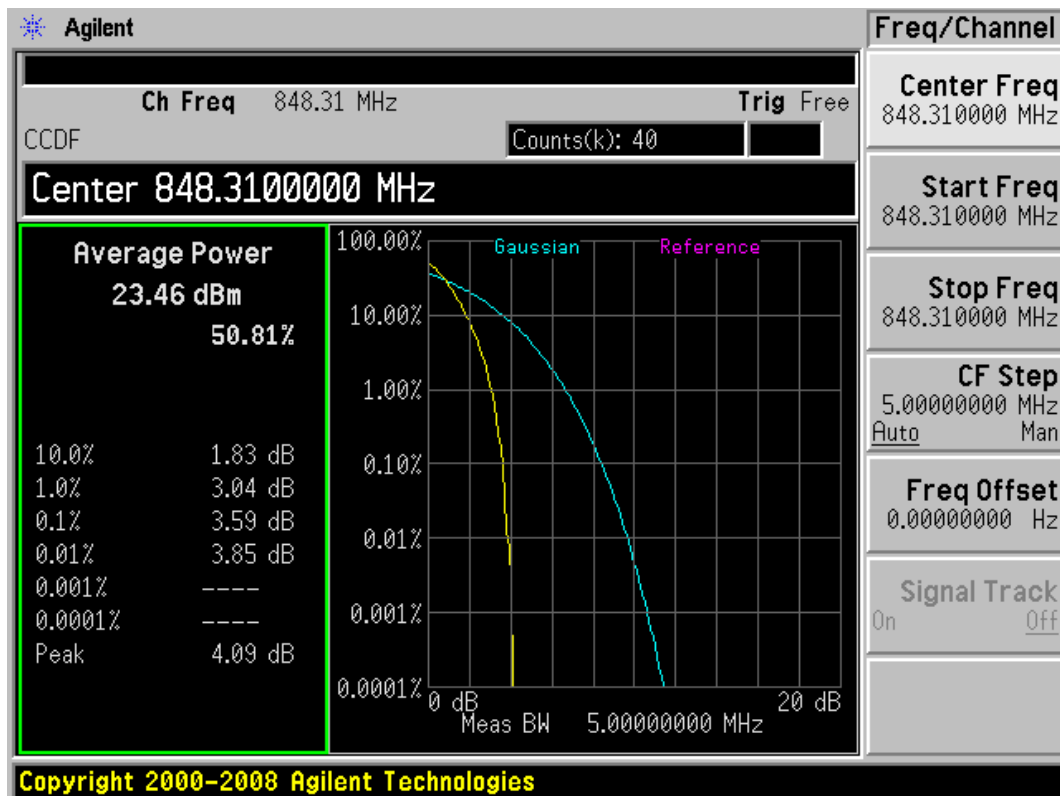 Agilent
Freq/Channel
Ch Freq 848.31 MHz Trig Free
CCDF Counts(k): 40
Center 848.3100000 MHz
Average Power
23.46 dBm
50.81%
10.0% 1.83 dB
1.0% 3.04 dB
0.1% 3.59 dB
0.01% 3.85 dB
0.001% ----
0.0001% ----
Peak 4.09 dB
Gaussian Reference
100.00%
10.00%
1.00%
0.10%
0.01%
0.001%
0.0001%
0 dB 20 dB
Meas BW 5.00000000 MHz
Center Freq
848.310000 MHz
Start Freq
848.310000 MHz
Stop Freq
848.310000 MHz
CF Step
5.00000000 MHz
Auto Man
Freq Offset
0.00000000 Hz
Signal Track
On Off
Copyright 2000-2008 Agilent Technologies